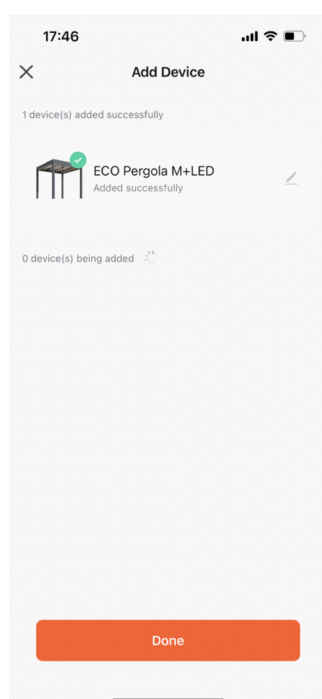 17:46
Add Device
1 device(s) added successfully
ECO Pergola M+LED
Added successfully
0 device(s) being added
Done